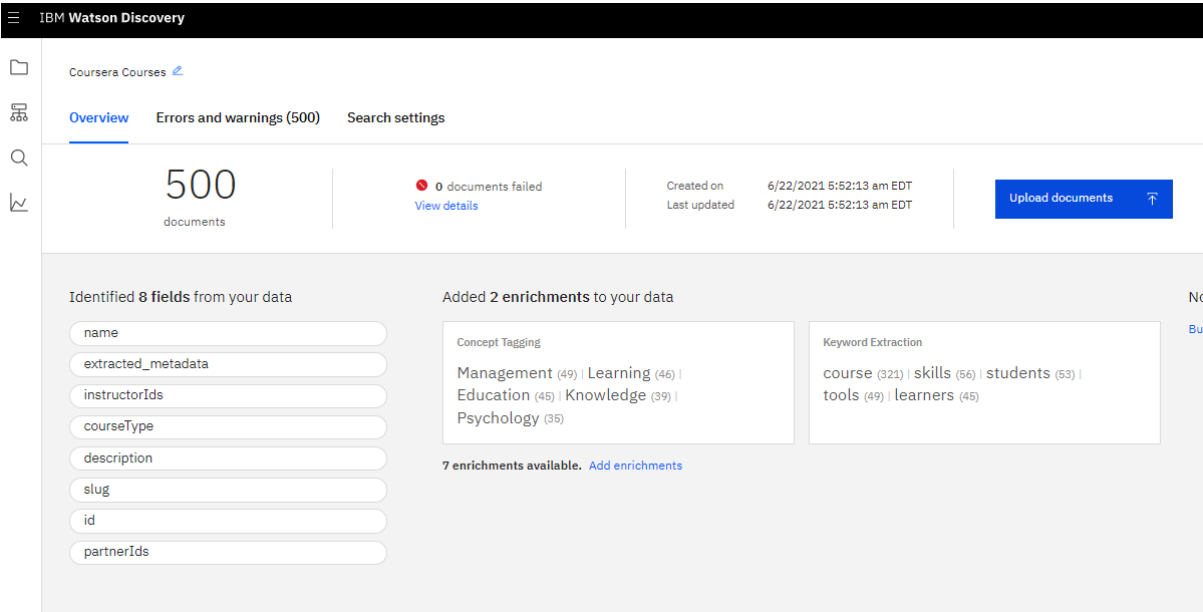 IBM Watson Discovery
Coursera Courses
Overview Errors and warnings (500) Search settings
500
documents
0 documents failed
View details
Created on 6/22/2021 5:52:13 am EDT
Last updated 6/22/2021 5:52:13 am EDT
Upload documents
Identified 8 fields from your data
name
extracted_metadata
instructorIds
courseType
description
slug
id
partnerIds
Added 2 enrichments to your data
Concept Tagging
Management (49) | Learning (46) |
Education (45) | Knowledge (39) |
Psychology (35)
Keyword Extraction
course (321) | skills (56) | students (53) |
tools (49) | learners (45)
7 enrichments available. Add enrichments